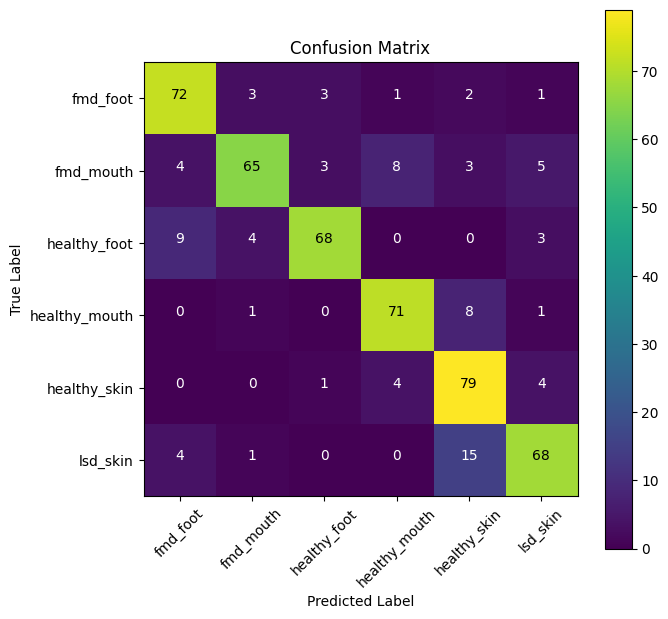 Confusion Matrix
fmd_foot 72 3 3 1 2 1
fmd_mouth 4 65 3 8 3 5
healthy_foot 9 4 68 0 0 3
healthy_mouth 0 1 0 71 8 1
healthy_skin 0 0 1 4 79 4
lsd_skin 4 1 0 0 15 68
fmd_foot fmd_mouth healthy_foot healthy_mouth healthy_skin lsd_skin
Predicted Label
True Label
70
60
50
40
30
20
10
0